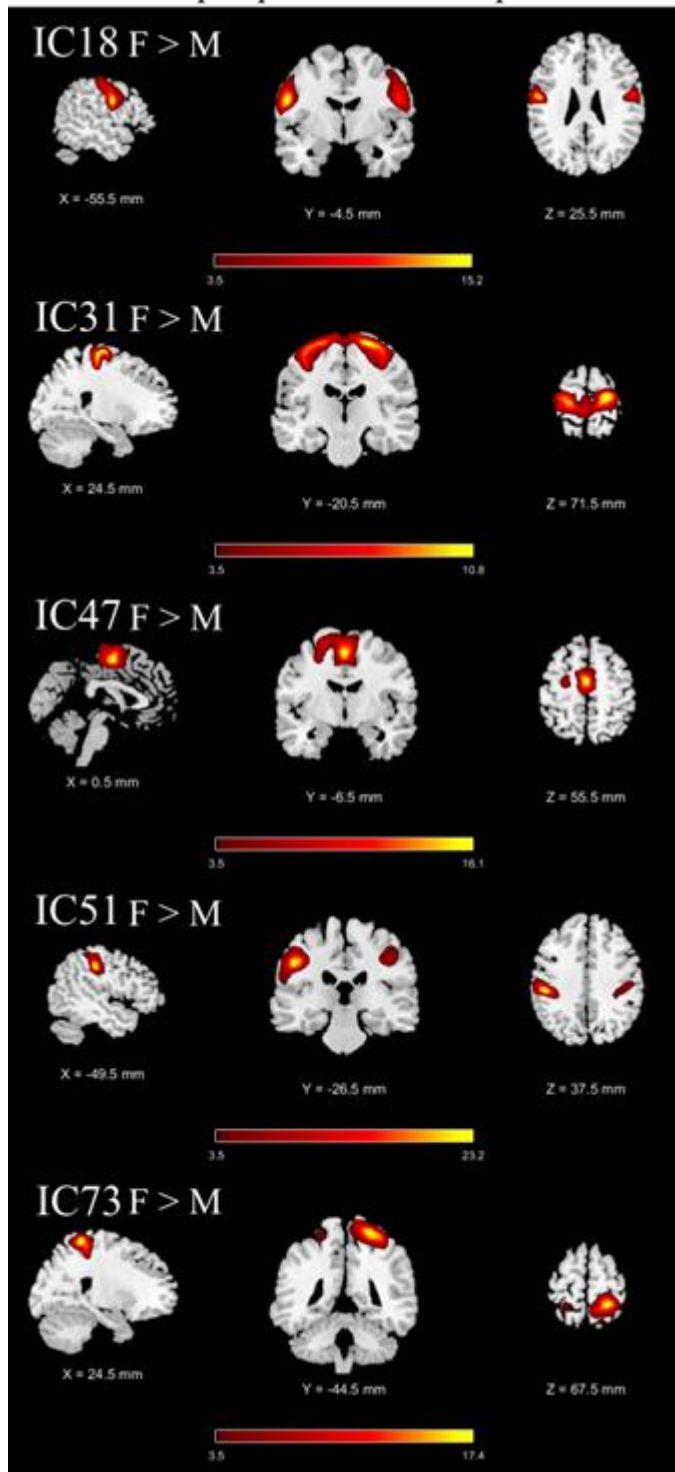 IC18 F > M
X = -55.5 mm
Y = -4.5 mm
Z = 25.5 mm
3.5
15.2
IC31 F > M
X = 24.5 mm
Y = -20.5 mm
Z = 71.5 mm
3.5
10.8
IC47 F > M
X = 0.5 mm
Y = -6.5 mm
Z = 55.5 mm
3.5
16.1
IC51 F > M
X = -49.5 mm
Y = -26.5 mm
Z = 37.5 mm
3.5
23.2
IC73 F > M
X = 24.5 mm
Y = -44.5 mm
Z = 67.5 mm
3.5
17.4